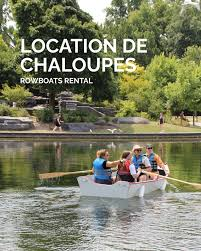 LOCATION DE
CHALOUPES
ROWBOATS RENTAL